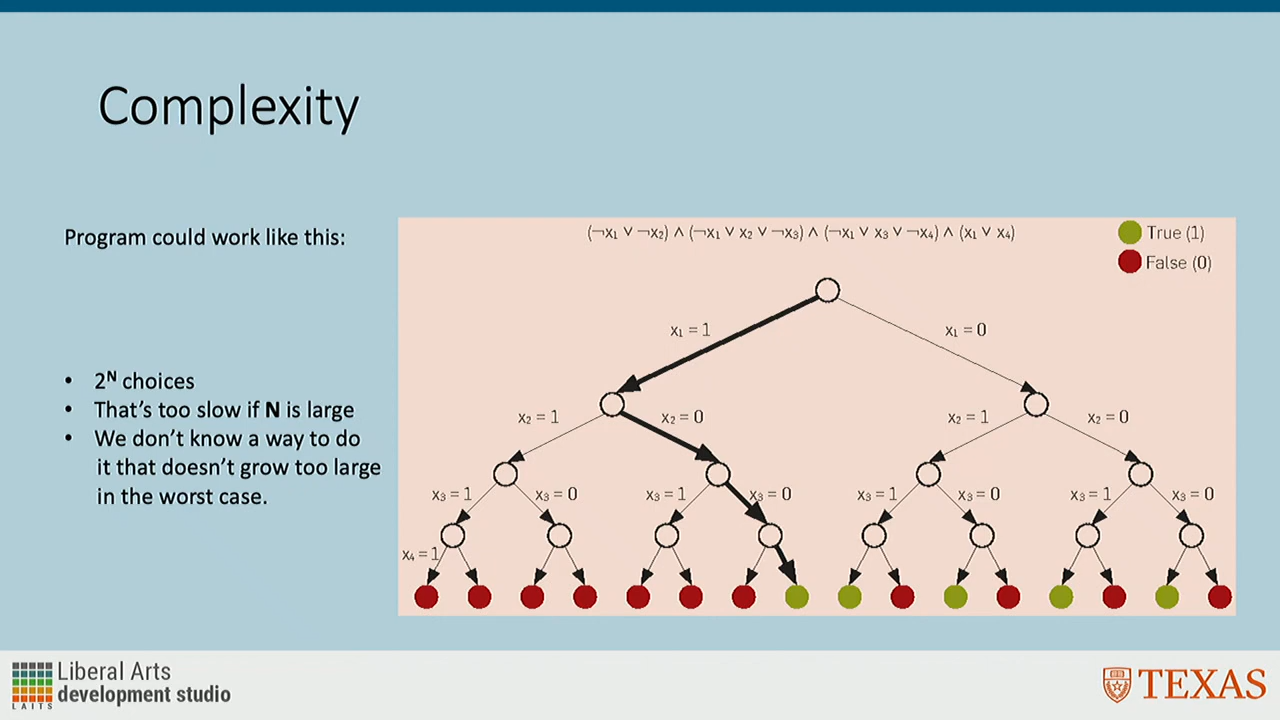 Complexity
Program could work like this:
• 2ᴺ choices
• That's too slow if N is large
• We don't know a way to do
it that doesn't grow too large
in the worst case.
(¬x₁ ∨ ¬x₂) ∧ (¬x₁ ∨ x₂ ∨ ¬x₃) ∧ (¬x₁ ∨ x₃ ∨ ¬x₄) ∧ (x₁ ∨ x₄)
True (1)
False (0)
x₁ = 1
x₁ = 0
x₂ = 1
x₂ = 0
x₂ = 1
x₂ = 0
x₃ = 1
x₃ = 0
x₃ = 1
x₃ = 0
x₃ = 1
x₃ = 0
x₃ = 1
x₃ = 0
x₄ = 1
LAITS
Liberal Arts
development studio
TEXAS